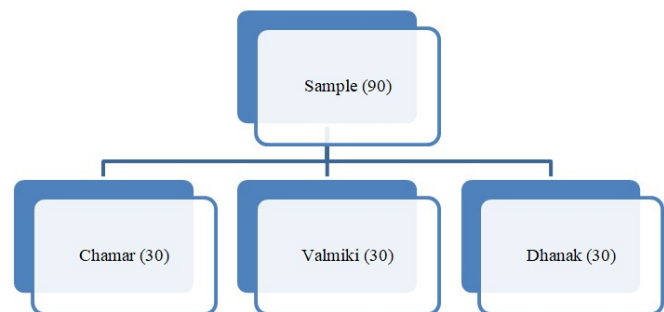 Sample (90)
Chamar (30)
Valmiki (30)
Dhanak (30)